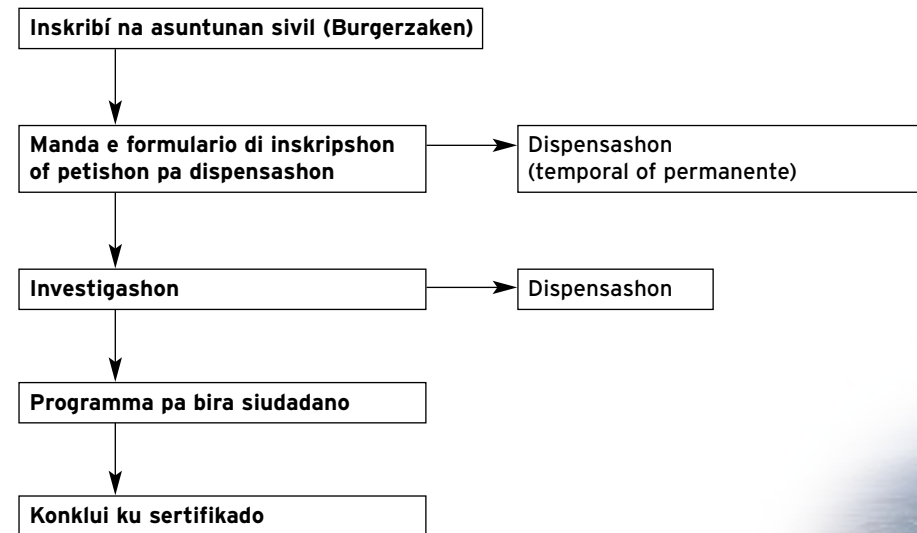 Inskribí na asuntunan sivil (Burgerzaken)
Manda e formulario di inskripshon
of petishon pa dispensashon
Dispensashon
(temporal of permanente)
Investigashon
Dispensashon
Programma pa bira siudadano
Konklui ku sertifikado